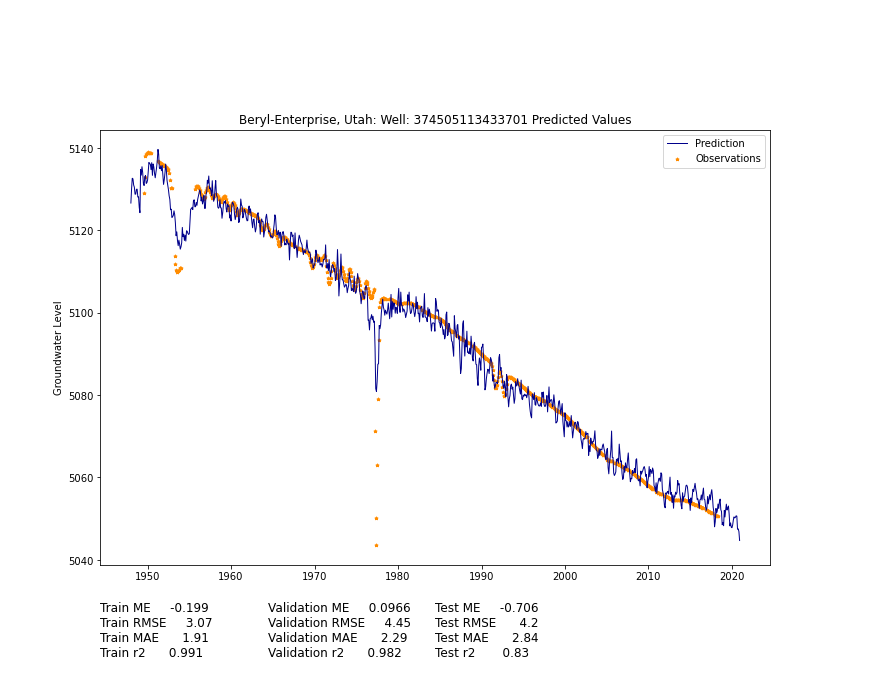 Beryl-Enterprise, Utah: Well: 374505113433701 Predicted Values
Prediction
Observations
5140
5120
5100
5080
5060
5040
Groundwater Level
1950 1960 1970 1980 1990 2000 2010 2020
Train ME -0.199 Validation ME 0.0966 Test ME -0.706
Train RMSE 3.07 Validation RMSE 4.45 Test RMSE 4.2
Train MAE 1.91 Validation MAE 2.29 Test MAE 2.84
Train r2 0.991 Validation r2 0.982 Test r2 0.83